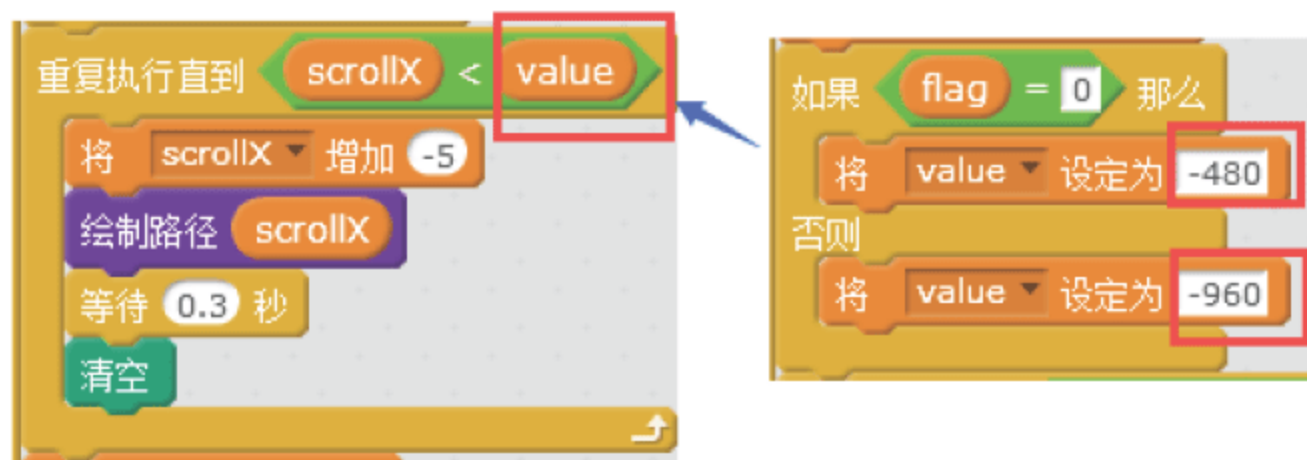 重复执行直到 scrollX < value
将 scrollX 增加 -5
绘制路径 scrollX
等待 0.3 秒
清空
如果 flag = 0 那么
将 value 设定为 -480
否则
将 value 设定为 -960